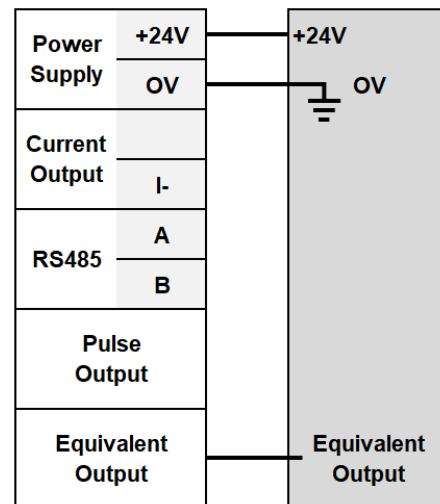 Power
Supply
+24V
OV
+24V
OV
Current
Output
I-
RS485
A
B
Pulse
Output
Equivalent
Output
Equivalent
Output